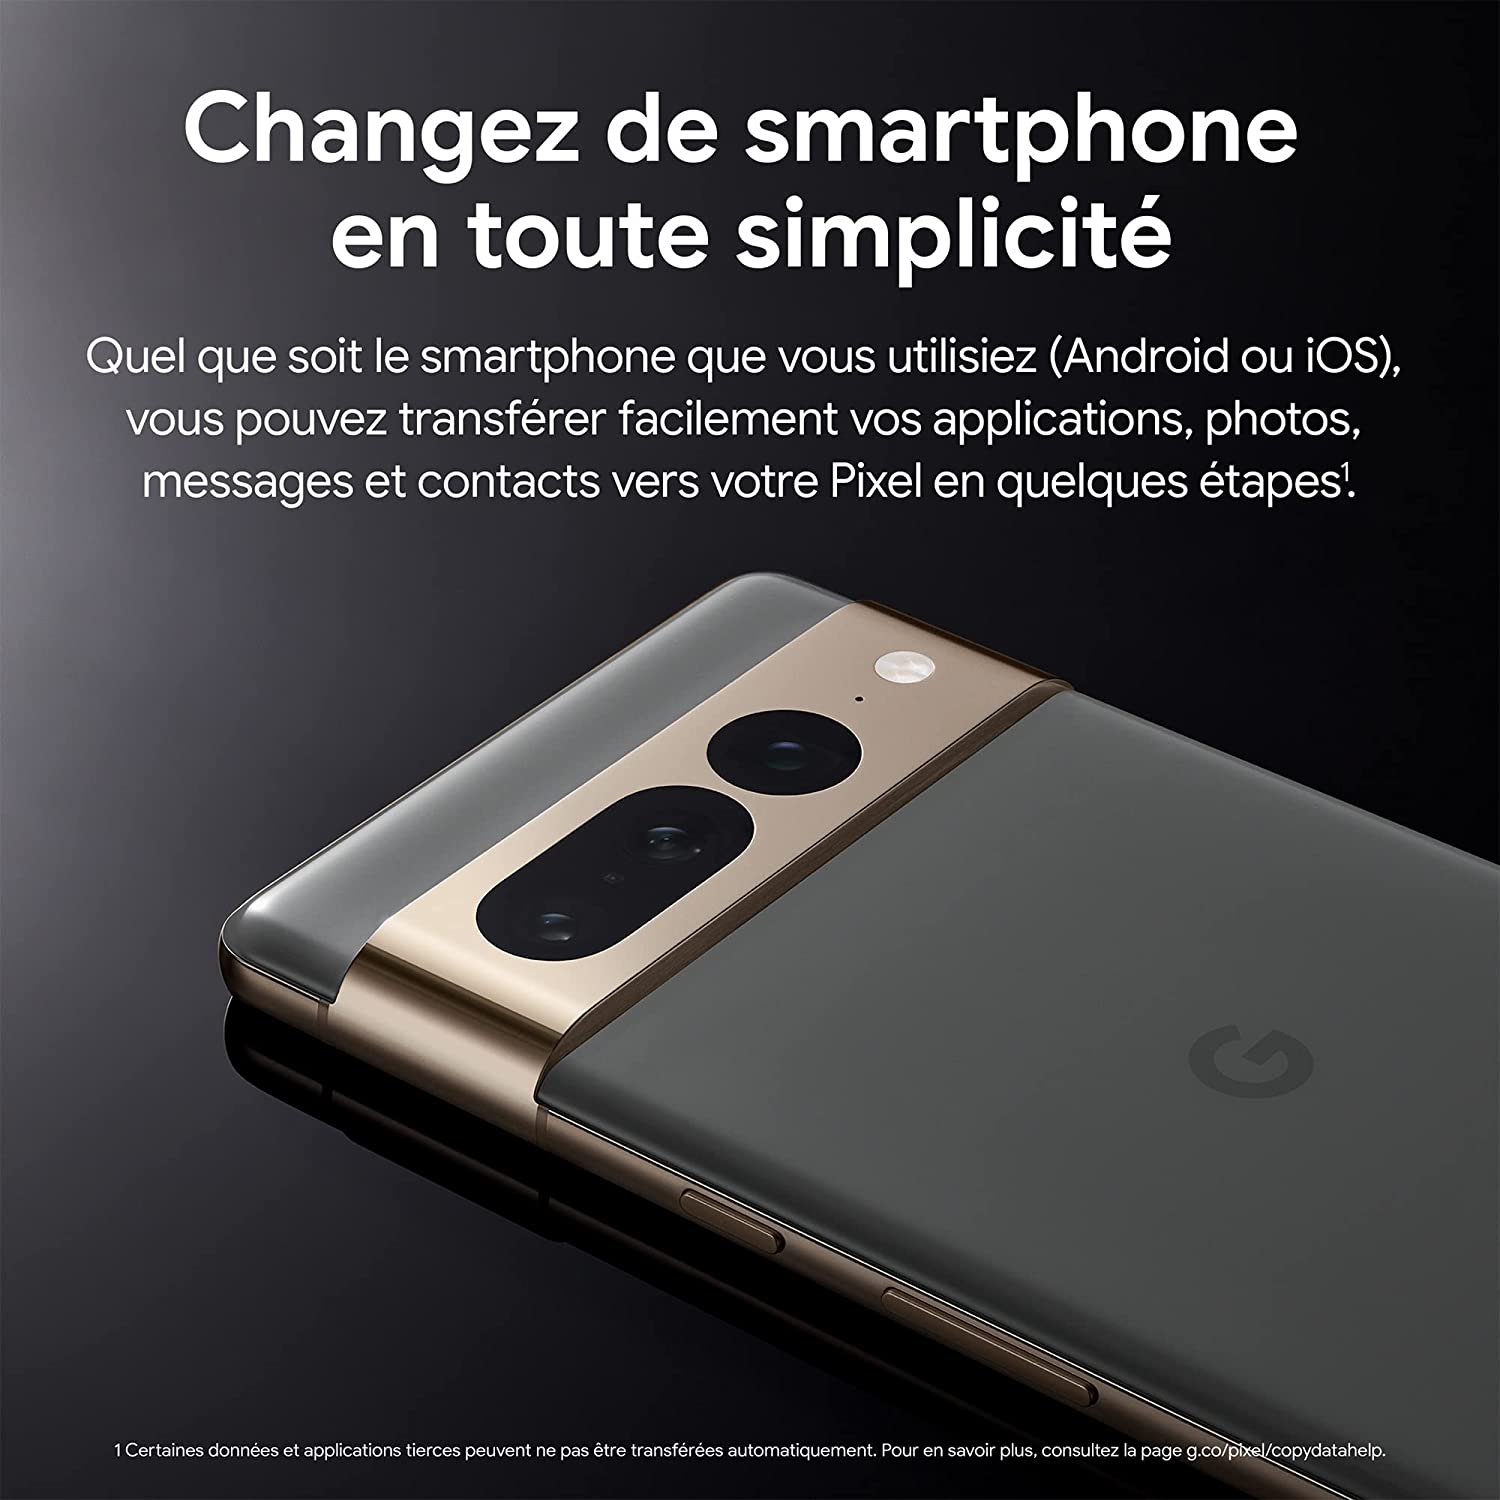 Changez de smartphone
en toute simplicité
Quel que soit le smartphone que vous utilisiez (Android ou iOS),
vous pouvez transférer facilement vos applications, photos,
messages et contacts vers votre Pixel en quelques étapes¹.
G
1 Certaines données et applications tierces peuvent ne pas être transférées automatiquement. Pour en savoir plus, consultez la page g.co/pixel/copydatahelp.